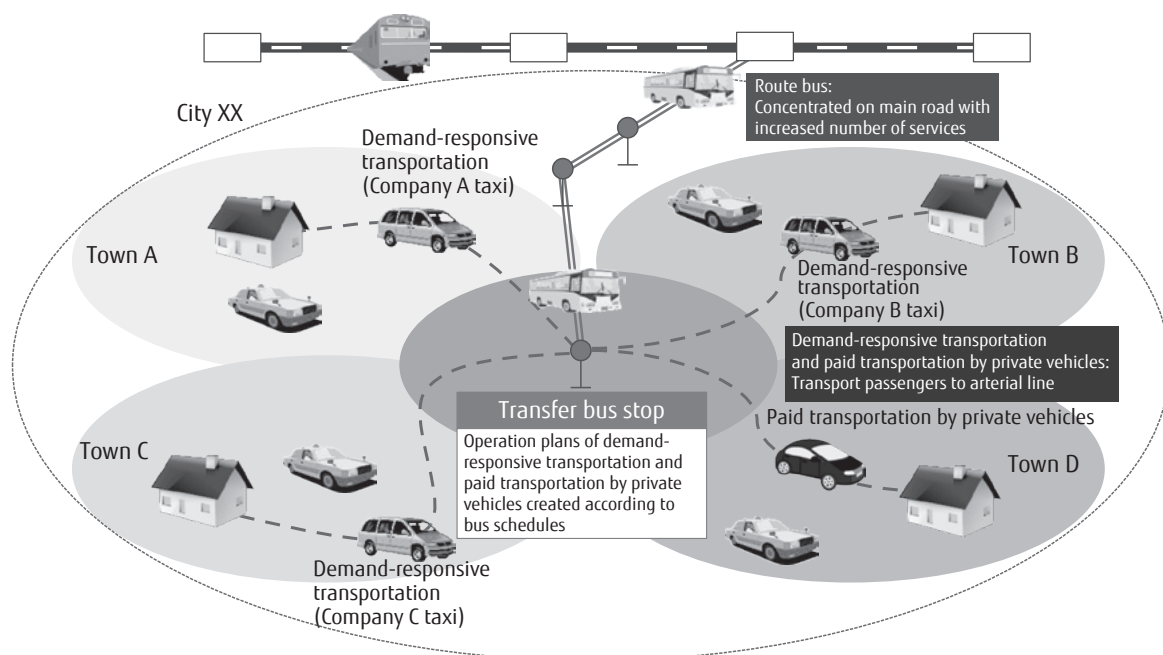 City XX
Route bus:
Concentrated on main road with
increased number of services
Demand-responsive
transportation
(Company A taxi)
Town A
Town B
Demand-responsive
transportation
(Company B taxi)
Demand-responsive transportation
and paid transportation by private vehicles:
Transport passengers to arterial line
Transfer bus stop
Operation plans of demand-
responsive transportation and
paid transportation by private
vehicles created according to
bus schedules
Paid transportation by private vehicles
Town C
Town D
Demand-responsive
transportation
(Company C taxi)